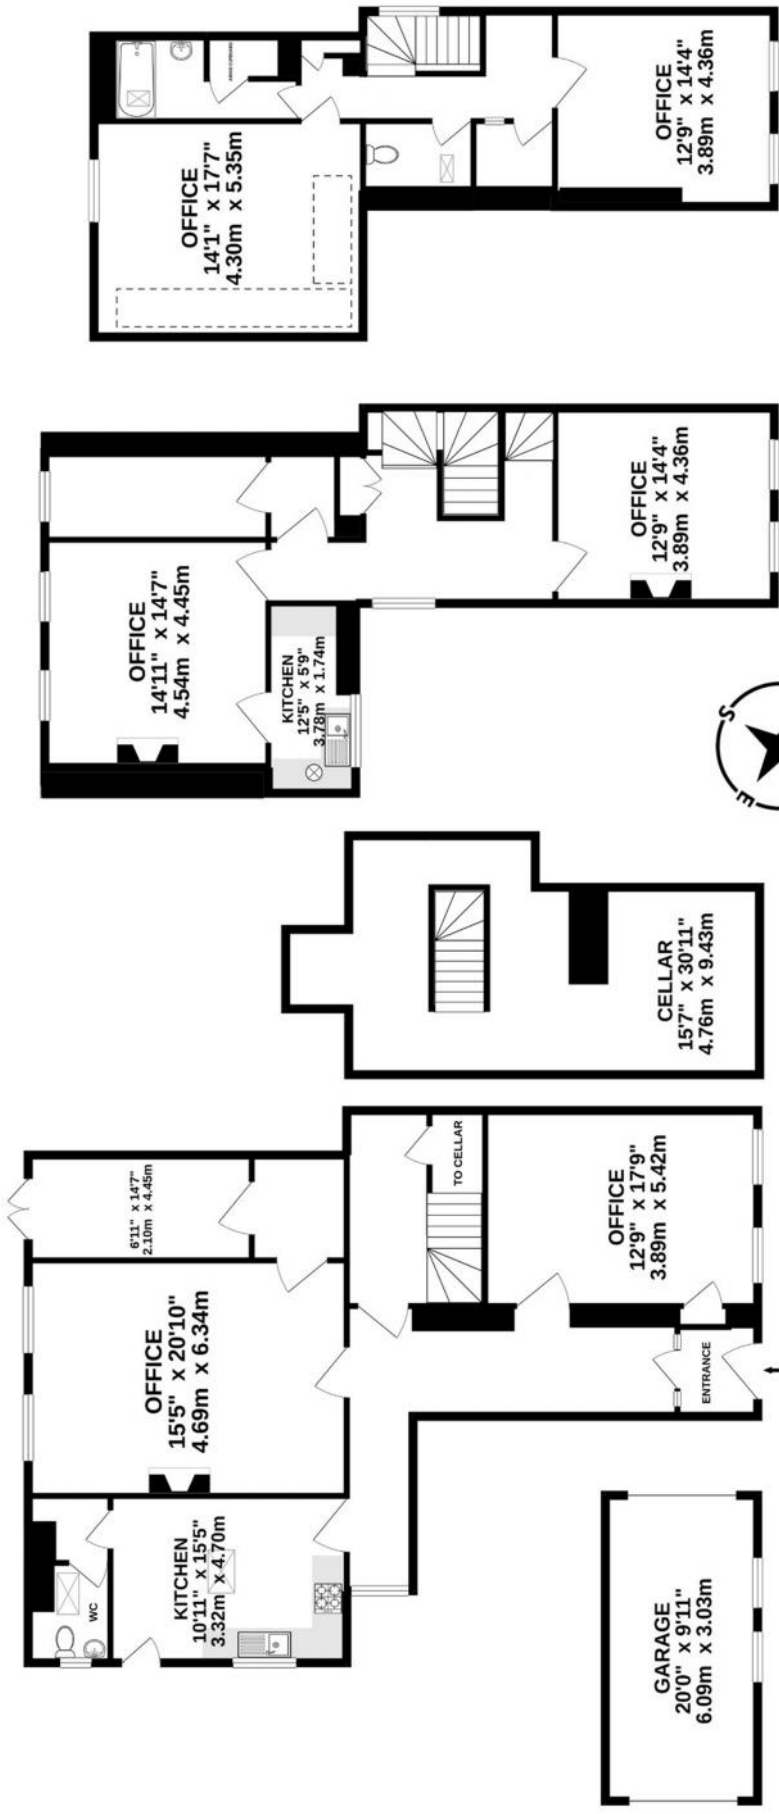 OFFICE
14'1" x 17'7"
4.30m x 5.35m
OFFICE
12'9" x 14'4"
3.89m x 4.36m
OFFICE
14'11" x 14'7"
4.54m x 4.45m
KITCHEN
12'5" x 5'9"
3.78m x 1.74m
OFFICE
12'9" x 14'4"
3.89m x 4.36m
S
E
CELLAR
15'7" x 30'11"
4.76m x 9.43m
6'11" x 14'7"
2.10m x 4.45m
TO CELLAR
OFFICE
15'5" x 20'10"
4.69m x 6.34m
OFFICE
12'9" x 17'9"
3.89m x 5.42m
ENTRANCE
WC
KITCHEN
10'11" x 15'5"
3.32m x 4.70m
GARAGE
20'0" x 9'11"
6.09m x 3.03m